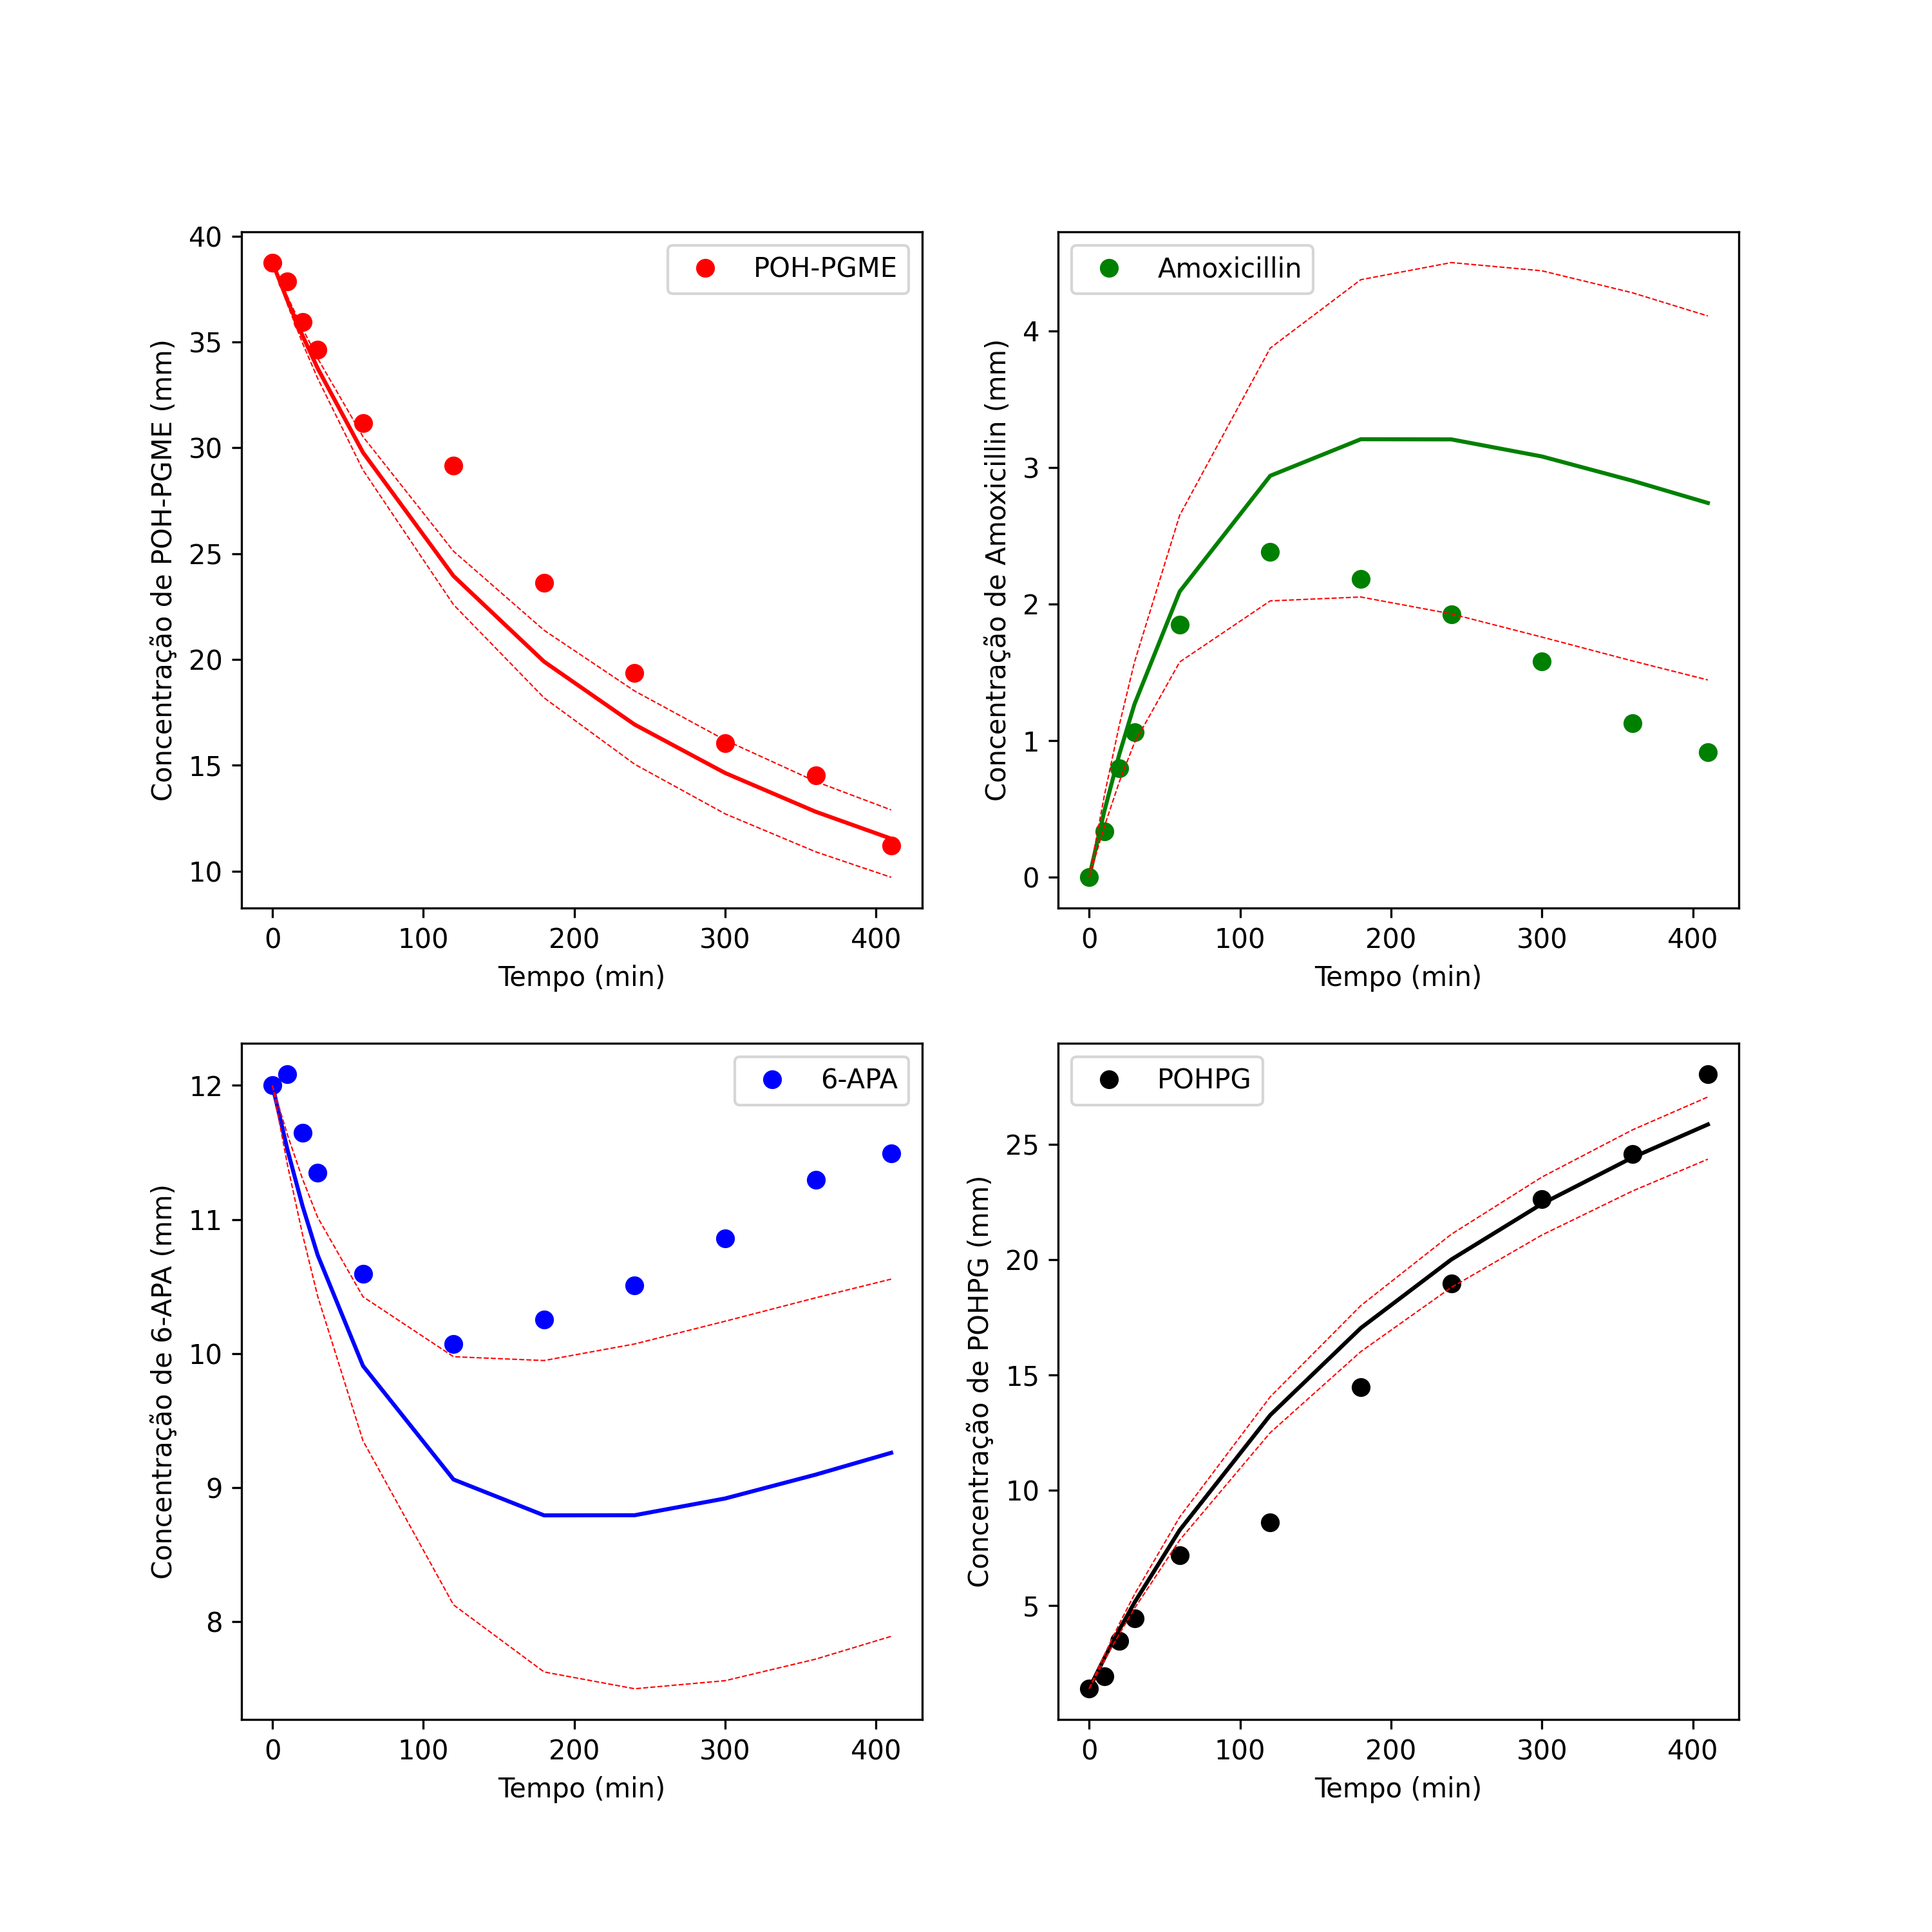 POH-PGME
Concentração de POH-PGME (mm)
40
35
30
25
20
15
10
0 100 200 300 400
Tempo (min)
Amoxicillin
Concentração de Amoxicillin (mm)
4
3
2
1
0
0 100 200 300 400
Tempo (min)
6-APA
Concentração de 6-APA (mm)
12
11
10
9
8
0 100 200 300 400
Tempo (min)
POHPG
Concentração de POHPG (mm)
25
20
15
10
5
0 100 200 300 400
Tempo (min)